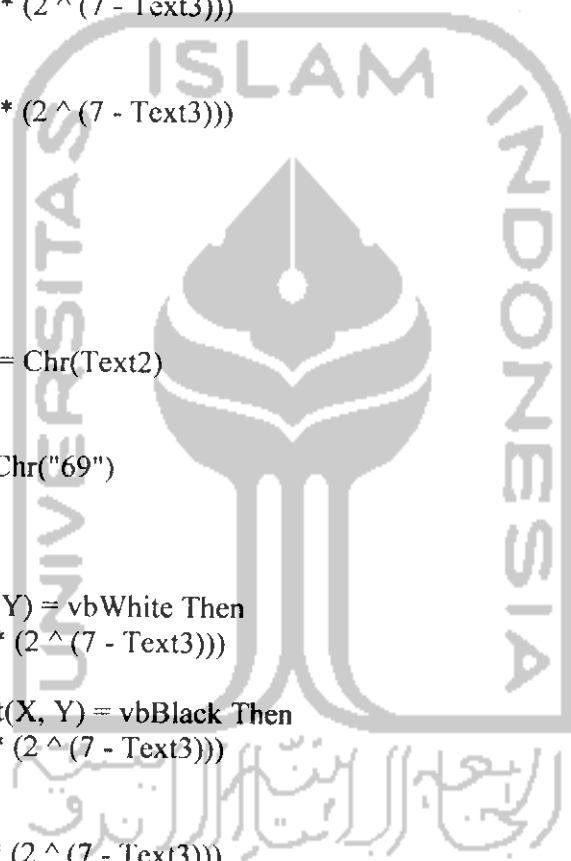 * (2 ^ (7 - Text3)))
* (2 ^ (7 - Text3)))
= Chr(Text2)
Chr("69")
Y) = vbWhite Then
* (2 ^ (7 - Text3)))
t(X, Y) = vbBlack Then
* (2 ^ (7 - Text3)))
* (2 ^ (7 - Text3)))
UNIVERSITAS
ISLAM
INDONESIA